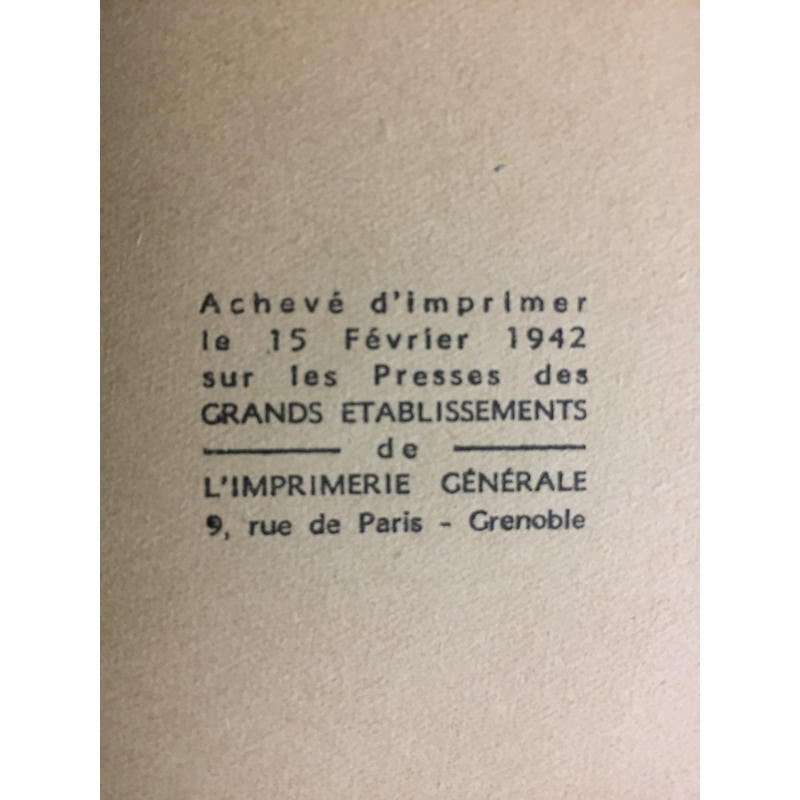 Achevé d'imprimer
le 15 Février 1942
sur les Presses des
GRANDS ETABLISSEMENTS
de
L'IMPRIMERIE GÉNÉRALE
9, rue de Paris - Grenoble